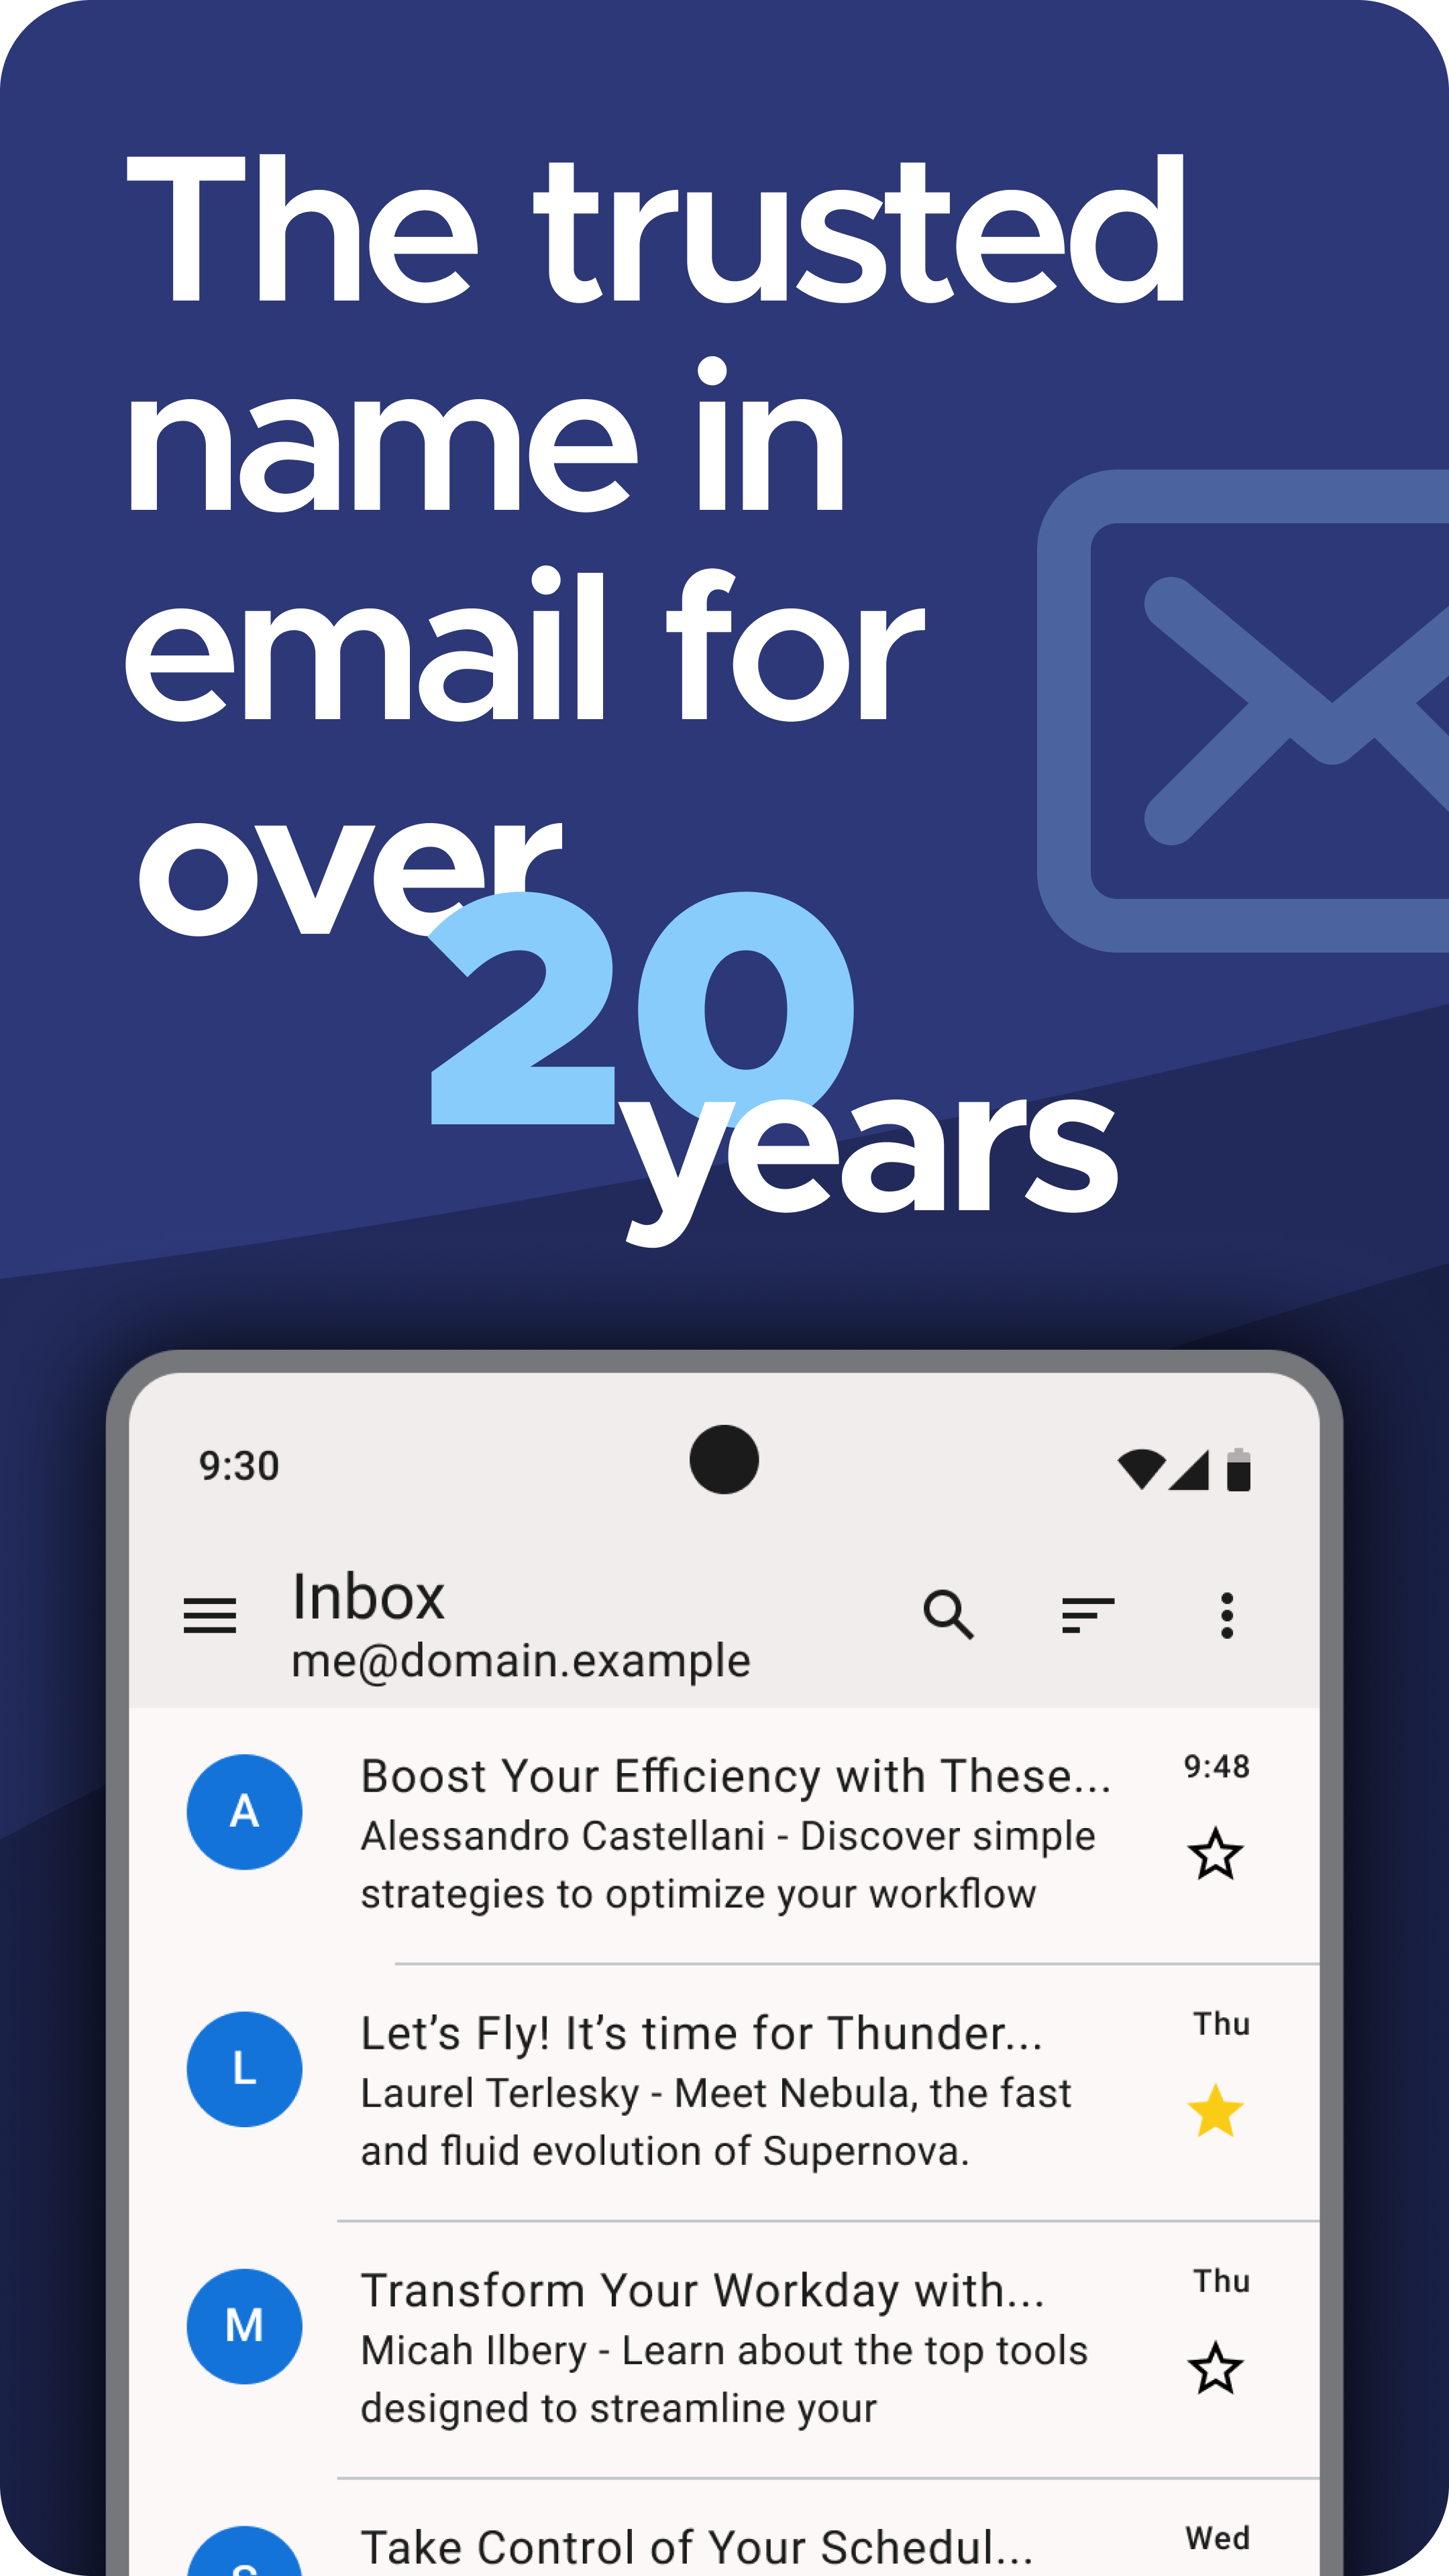 The trusted
name in
email for
over
20
years
9:30
Inbox
me@domain.example
A
Boost Your Efficiency with These...
9:48
Alessandro Castellani - Discover simple
strategies to optimize your workflow
L
Let’s Fly! It’s time for Thunder...
Thu
Laurel Terlesky - Meet Nebula, the fast
and fluid evolution of Supernova.
M
Transform Your Workday with...
Thu
Micah Ilbery - Learn about the top tools
designed to streamline your
S
Take Control of Your Schedul...
Wed